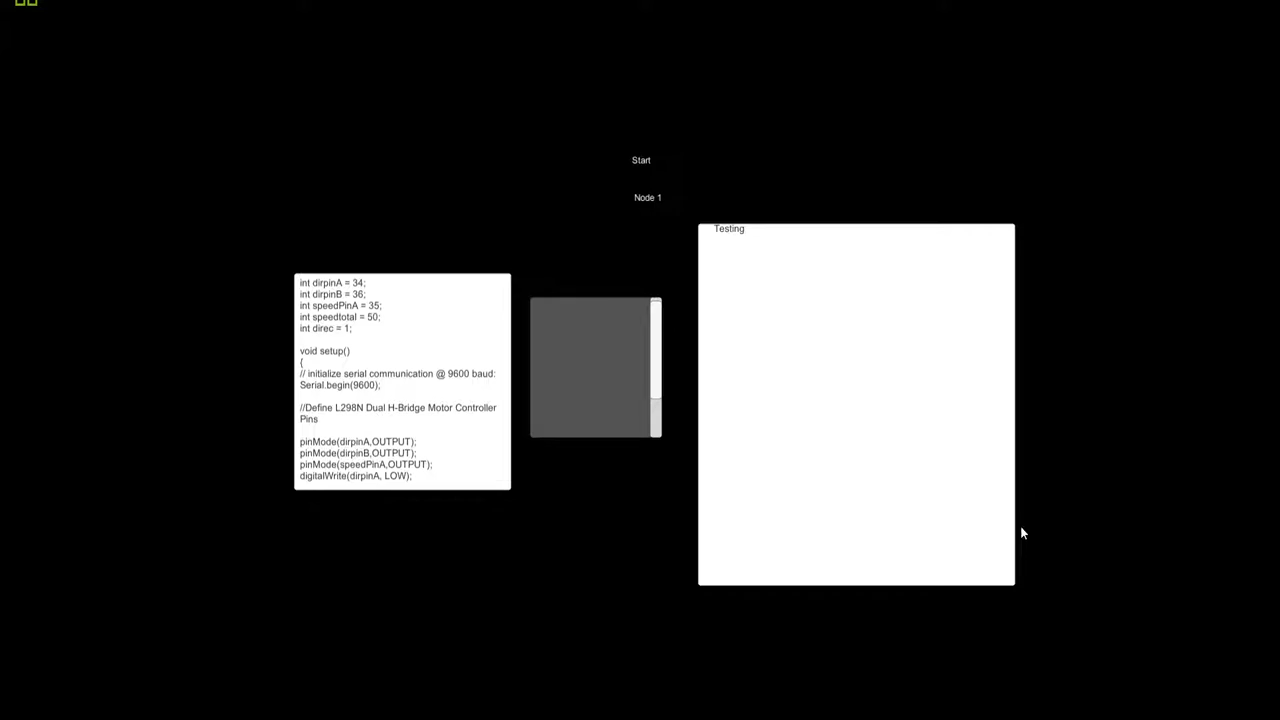 Start
Node 1
Testing
int dirpinA = 34;
int dirpinB = 36;
int speedPinA = 35;
int speedtotal = 50;
int direc = 1;
void setup()
{
// initialize serial communication @ 9600 baud:
Serial.begin(9600);
//Define L298N Dual H-Bridge Motor Controller
Pins
pinMode(dirpinA,OUTPUT);
pinMode(dirpinB,OUTPUT);
pinMode(speedPinA,OUTPUT);
digitalWrite(dirpinA, LOW);